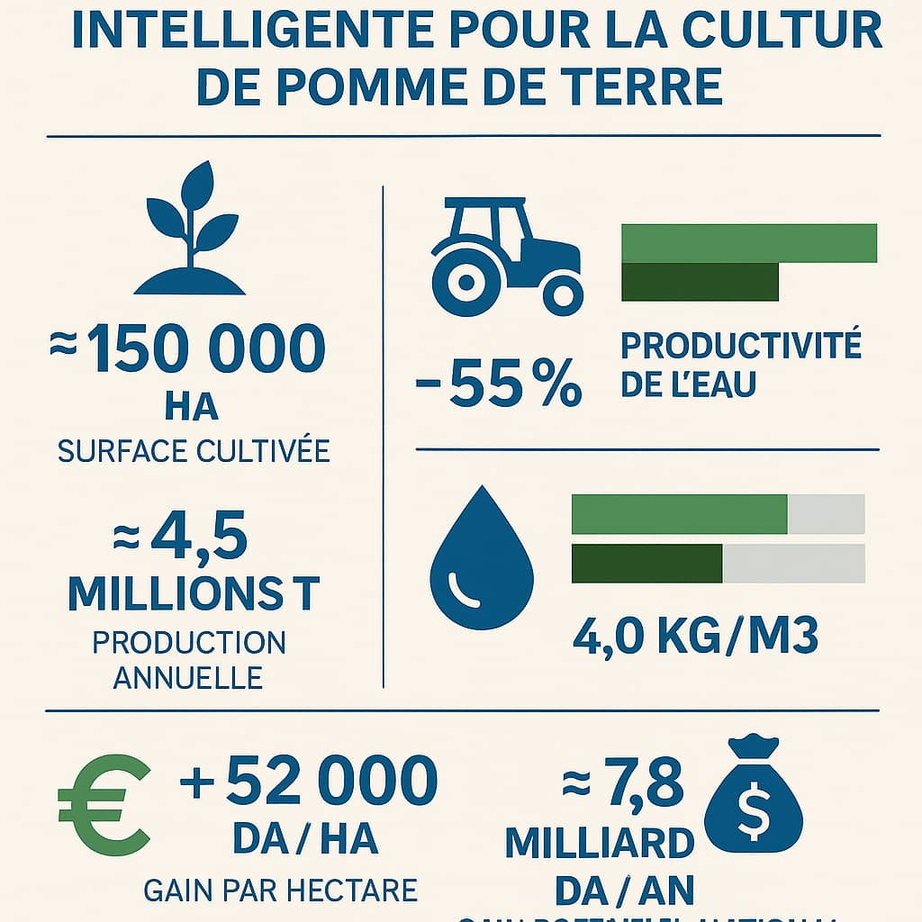 INTELLIGENTE POUR LA CULTUR
DE POMME DE TERRE
≈150 000
HA
SURFACE CULTIVÉE
≈4,5
MILLIONS T
PRODUCTION
ANNUELLE
-55%
PRODUCTIVITÉ
DE L'EAU
4,0 KG/M3
€
+52 000
DA/HA
GAIN PAR HECTARE
≈7,8
MILLIARD
DA/AN
$